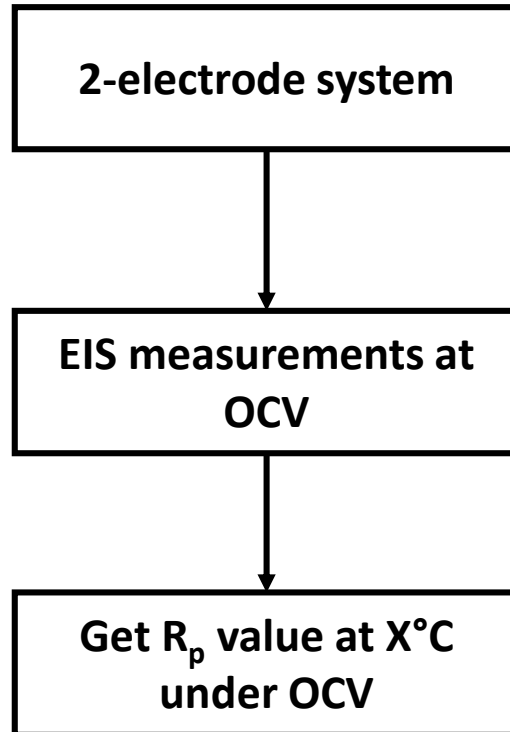 2-electrode system
EIS measurements at
OCV
Get Rₚ value at X°C
under OCV